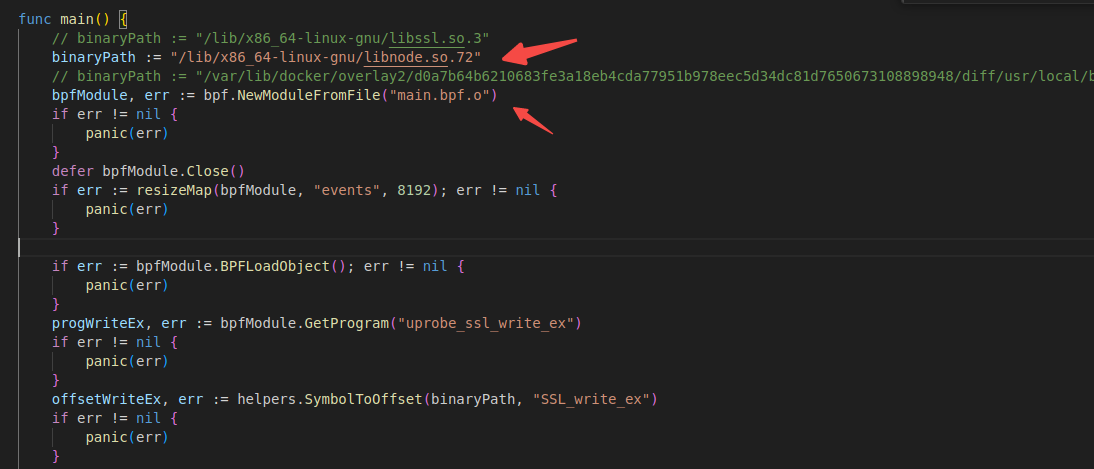 func main() {
// binaryPath := "/lib/x86_64-linux-gnu/libssl.so.3"
binaryPath := "/lib/x86_64-linux-gnu/libnode.so.72"
// binaryPath := "/var/lib/docker/overlay2/d0a7b64b6210683fe3a18eb4cda77951b978eec5d34dc81d7650673108898948/diff/usr/local/b
bpfModule, err := bpf.NewModuleFromFile("main.bpf.o")
if err != nil {
panic(err)
}
defer bpfModule.Close()
if err := resizeMap(bpfModule, "events", 8192); err != nil {
panic(err)
}
if err := bpfModule.BPFLoadObject(); err != nil {
panic(err)
}
progWriteEx, err := bpfModule.GetProgram("uprobe_ssl_write_ex")
if err != nil {
panic(err)
}
offsetWriteEx, err := helpers.SymbolToOffset(binaryPath, "SSL_write_ex")
if err != nil {
panic(err)
}